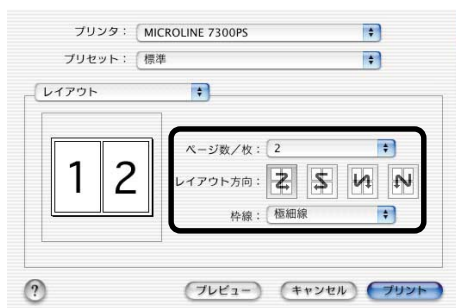 プリンタ： MICROLINE 7300PS
プリセット： 標準
レイアウト
1 2
ページ数／枚： 2
レイアウト方向：
枠線： 極細線
? プレビュー キャンセル プリント